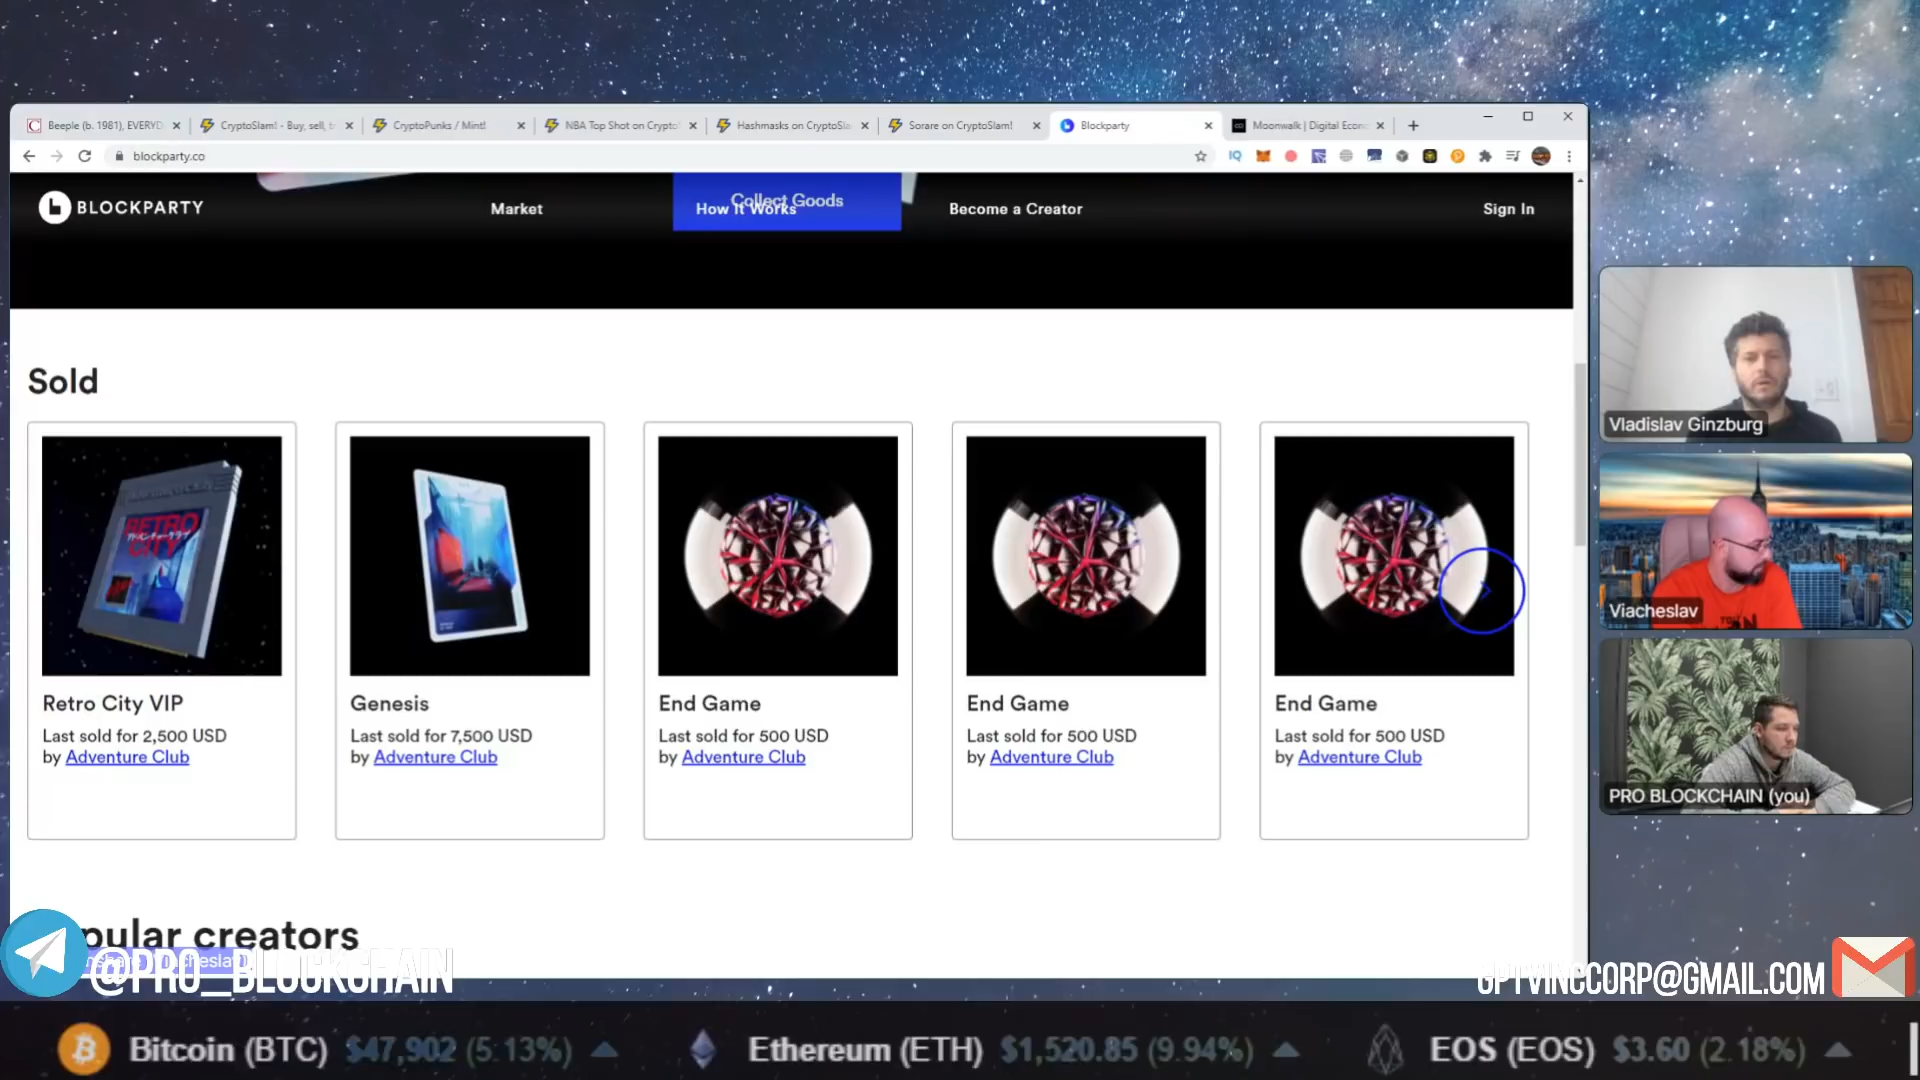 Beeple (b. 1981), EVERYD
CryptoSlam! - Buy, sell, t
CryptoPunks / Mint!
NBA Top Shot on Crypto
Hashmasks on CryptoSla
Sorare on CryptoSlam!
Blockparty
Moonwalk | Digital Econ
blockparty.co
BLOCKPARTY
Market
Collect Goods
How It Works
Become a Creator
Sign In
Sold
RETRO
CITY
Retro City VIP
Last sold for 2,500 USD
by Adventure Club
Genesis
Last sold for 7,500 USD
by Adventure Club
End Game
Last sold for 500 USD
by Adventure Club
End Game
Last sold for 500 USD
by Adventure Club
End Game
Last sold for 500 USD
by Adventure Club
pular creators
@PRO_BLOCKCHAIN
Vladislav Ginzburg
Viacheslav
PRO BLOCKCHAIN (you)
GPTVINCCORP@GMAIL.COM
Bitcoin (BTC) $47,902 (5.13%)
Ethereum (ETH) $1,520.85 (9.94%)
EOS (EOS) $3.60 (2.18%)